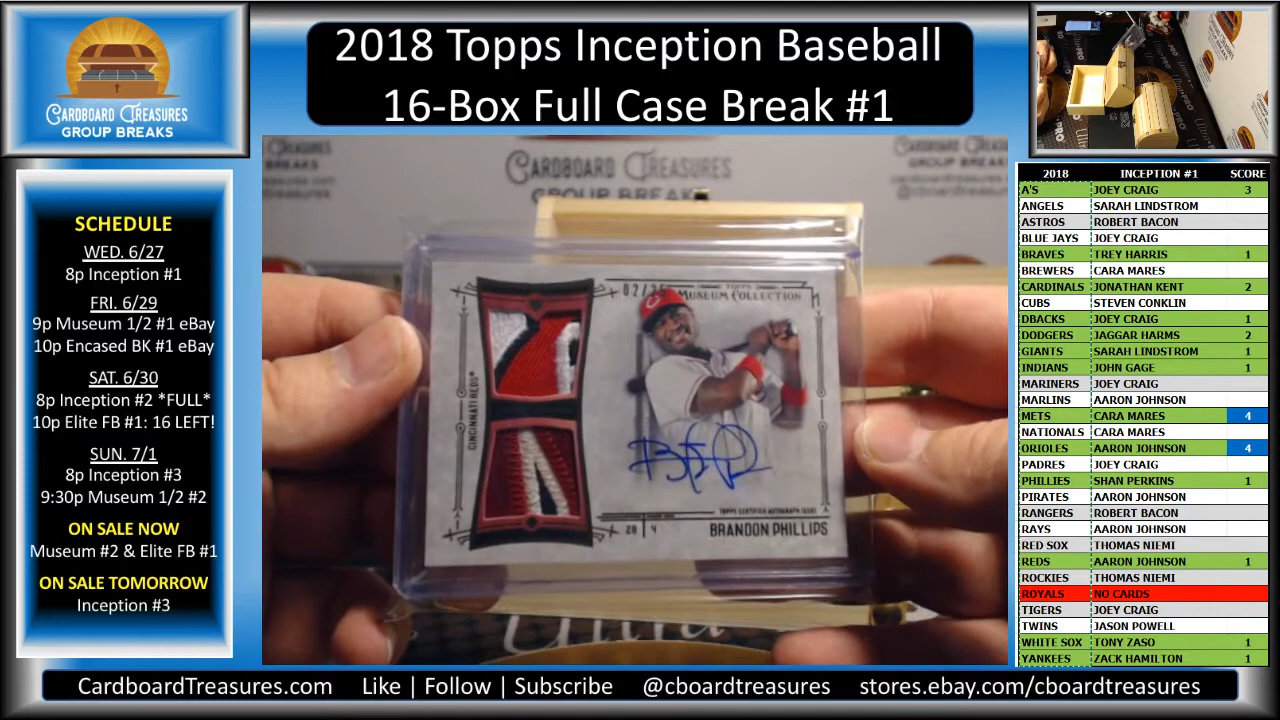 CARDBOARD TREASURES
GROUP BREAKS
2018 Topps Inception Baseball
16-Box Full Case Break #1
SCHEDULE
WED. 6/27
8p Inception #1
FRI. 6/29
9p Museum 1/2 #1 eBay
10p Encased BK #1 eBay
SAT. 6/30
8p Inception #2 *FULL*
10p Elite FB #1: 16 LEFT!
SUN. 7/1
8p Inception #3
9:30p Museum 1/2 #2
ON SALE NOW
Museum #2 & Elite FB #1
ON SALE TOMORROW
Inception #3
CARDBOARD TREASURES
GROUP BREAKS
TOPPS
MUSEUM COLLECTION
CINCINNATI REDS
TOPPS CERTIFIED AUTOGRAPH ISSUE
2B 4
BRANDON PHILLIPS
Ultra
2018 INCEPTION #1 SCORE
A'S JOEY CRAIG 3
ANGELS SARAH LINDSTROM
ASTROS ROBERT BACON
BLUE JAYS JOEY CRAIG
BRAVES TREY HARRIS 1
BREWERS CARA MARES
CARDINALS JONATHAN KENT 2
CUBS STEVEN CONKLIN
DBACKS JOEY CRAIG 1
DODGERS JAGGAR HARMS 2
GIANTS SARAH LINDSTROM 1
INDIANS JOHN GAGE 1
MARINERS JOEY CRAIG
MARLINS AARON JOHNSON
METS CARA MARES 4
NATIONALS CARA MARES
ORIOLES AARON JOHNSON 4
PADRES JOEY CRAIG
PHILLIES SHAN PERKINS 1
PIRATES AARON JOHNSON
RANGERS ROBERT BACON
RAYS AARON JOHNSON
RED SOX THOMAS NIEMI
REDS AARON JOHNSON 1
ROCKIES THOMAS NIEMI
ROYALS NO CARDS
TIGERS JOEY CRAIG
TWINS JASON POWELL
WHITE SOX TONY ZASO 1
YANKEES ZACK HAMILTON 1
CardboardTreasures.com Like | Follow | Subscribe @cboardtreasures stores.ebay.com/cboardtreasures